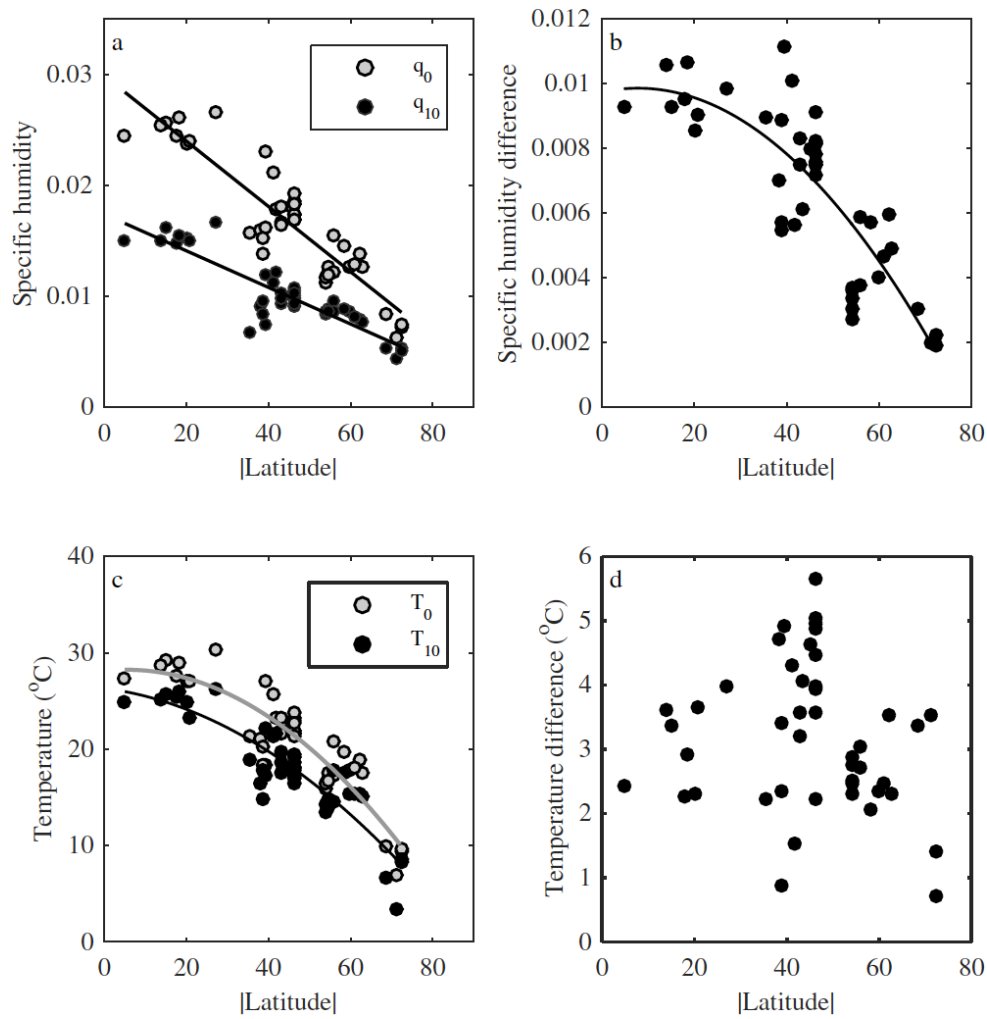 a
q0
q10
Specific humidity
0.03
0.02
0.01
0
0 20 40 60 80
|Latitude|
b
Specific humidity difference
0.012
0.01
0.008
0.006
0.004
0.002
0
0 20 40 60 80
|Latitude|
c
T0
T10
Temperature (°C)
40
30
20
10
0
0 20 40 60 80
|Latitude|
d
Temperature difference (°C)
6
5
4
3
2
1
0
0 20 40 60 80
|Latitude|